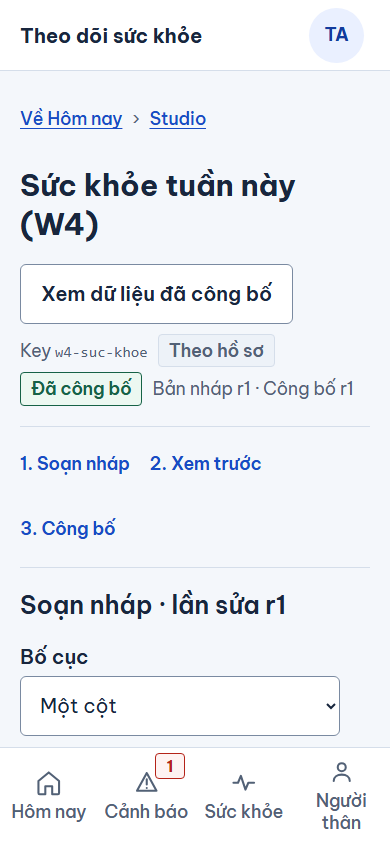 Theo dõi sức khỏe
TA
Về Hôm nay › Studio
Sức khỏe tuần này
(W4)
Xem dữ liệu đã công bố
Key w4-suc-khoe Theo hồ sơ
Đã công bố Bản nháp r1 · Công bố r1
1. Soạn nháp 2. Xem trước
3. Công bố
Soạn nháp · lần sửa r1
Bố cục
Một cột
1
Hôm nay Cảnh báo Sức khỏe Người thân